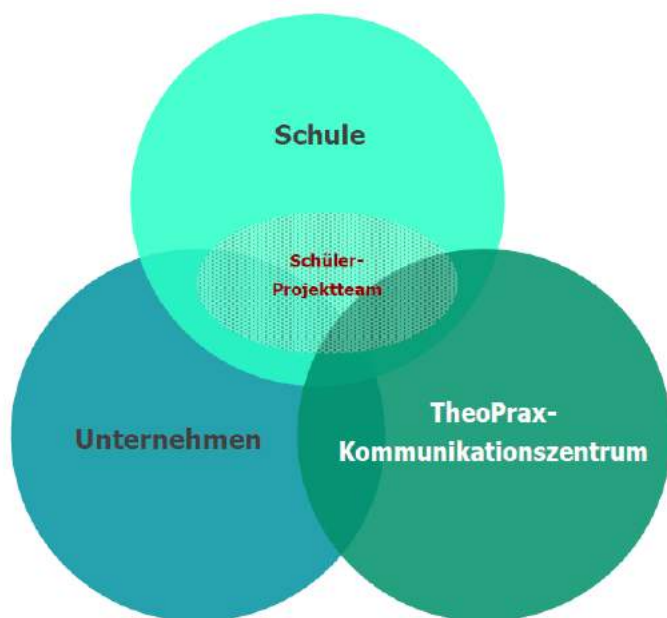 Schule
Schüler-
Projektteam
Unternehmen
TheoPrax-
Kommunikationszentrum